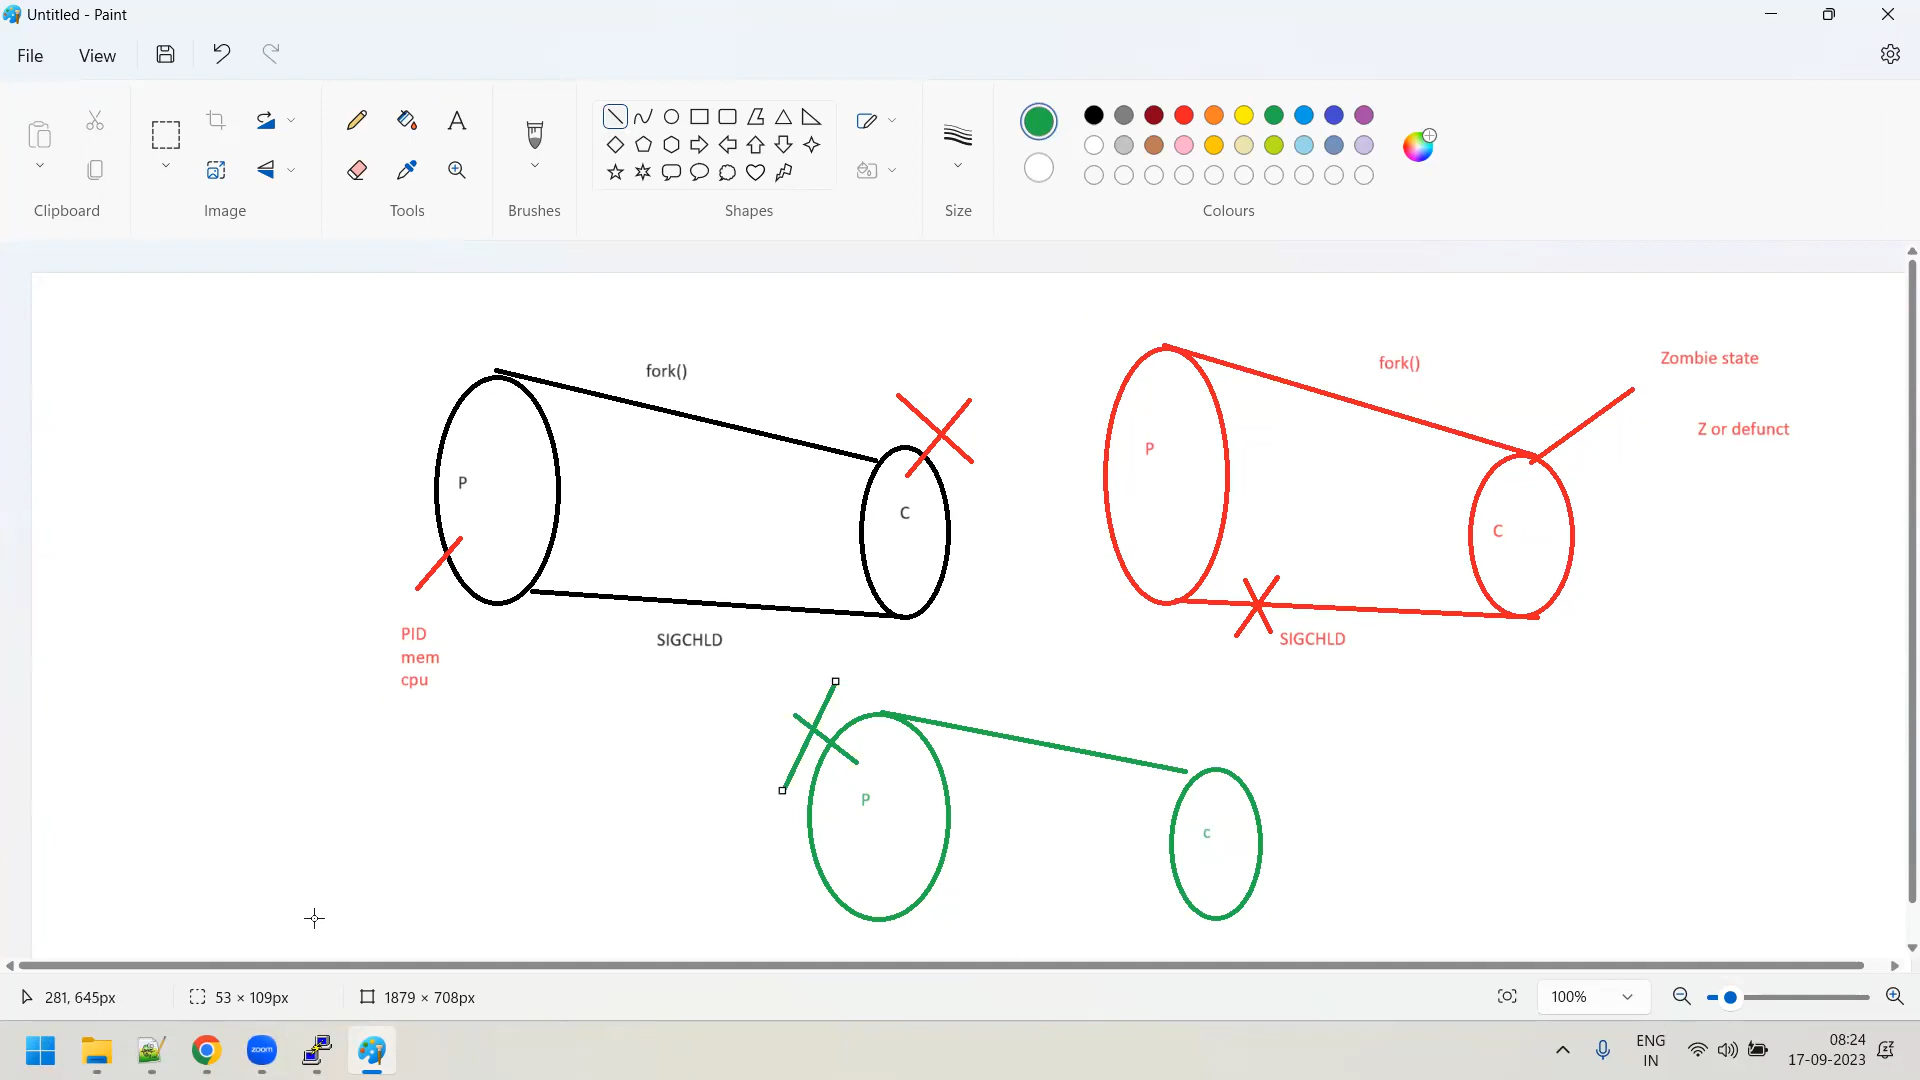 Untitled - Paint
File
View
Clipboard
Image
Tools
Brushes
Shapes
Size
Colours
fork()
P
C
PID
mem
cpu
SIGCHLD
fork()
Zombie state
Z or defunct
P
C
SIGCHLD
P
c
281, 645px
53 × 109px
1879 × 708px
100%
zoom
ENG
IN
08:24
17-09-2023